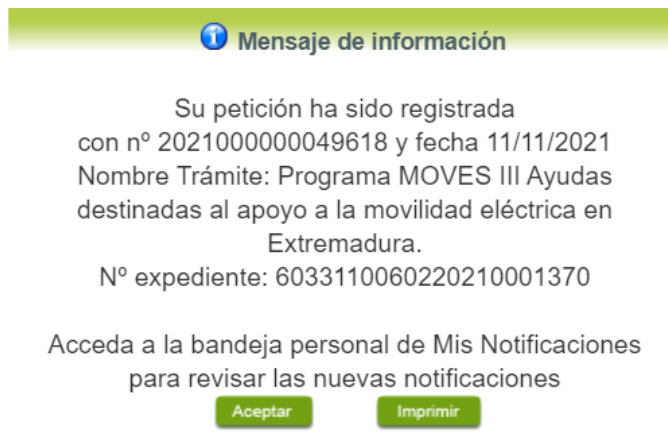 Mensaje de información
Su petición ha sido registrada
con nº 2021000000049618 y fecha 11/11/2021
Nombre Trámite: Programa MOVES III Ayudas
destinadas al apoyo a la movilidad eléctrica en
Extremadura.
Nº expediente: 6033110060220210001370
Acceda a la bandeja personal de Mis Notificaciones
para revisar las nuevas notificaciones
Aceptar Imprimir